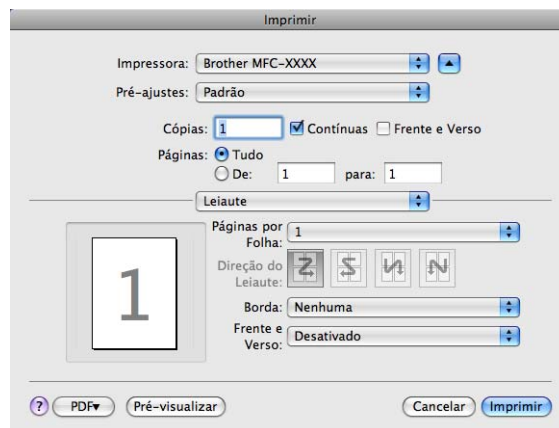 Imprimir
Impressora: Brother MFC-XXXX
Pré-ajustes: Padrão
Cópias: 1 Contínuas Frente e Verso
Páginas: Tudo
De: 1 para: 1
Leiaute
Páginas por Folha: 1
Direção do Leiaute:
Borda: Nenhuma
Frente e Verso: Desativado
1
? PDF▾ Pré-visualizar Cancelar Imprimir